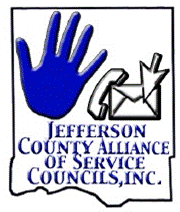 JEFFERSON
COUNTY ALLIANCE
OF SERVICE
COUNCILS, INC.